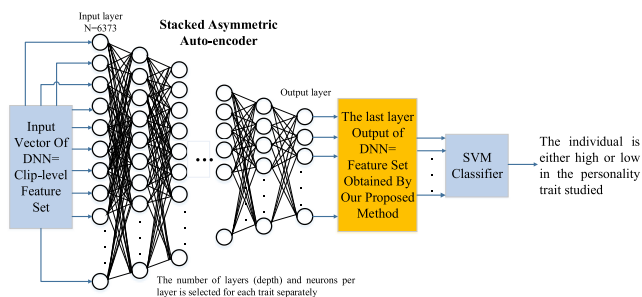 Input layer
N=6373
Stacked Asymmetric
Auto-encoder
Output layer
Input
Vector Of
DNN=
Clip-level
Feature
Set
The last layer
Output of
DNN=
Feature Set
Obtained By
Our Proposed
Method
SVM
Classifier
The individual is
either high or low
in the personality
trait studied
The number of layers (depth) and neurons per
layer is selected for each trait separately